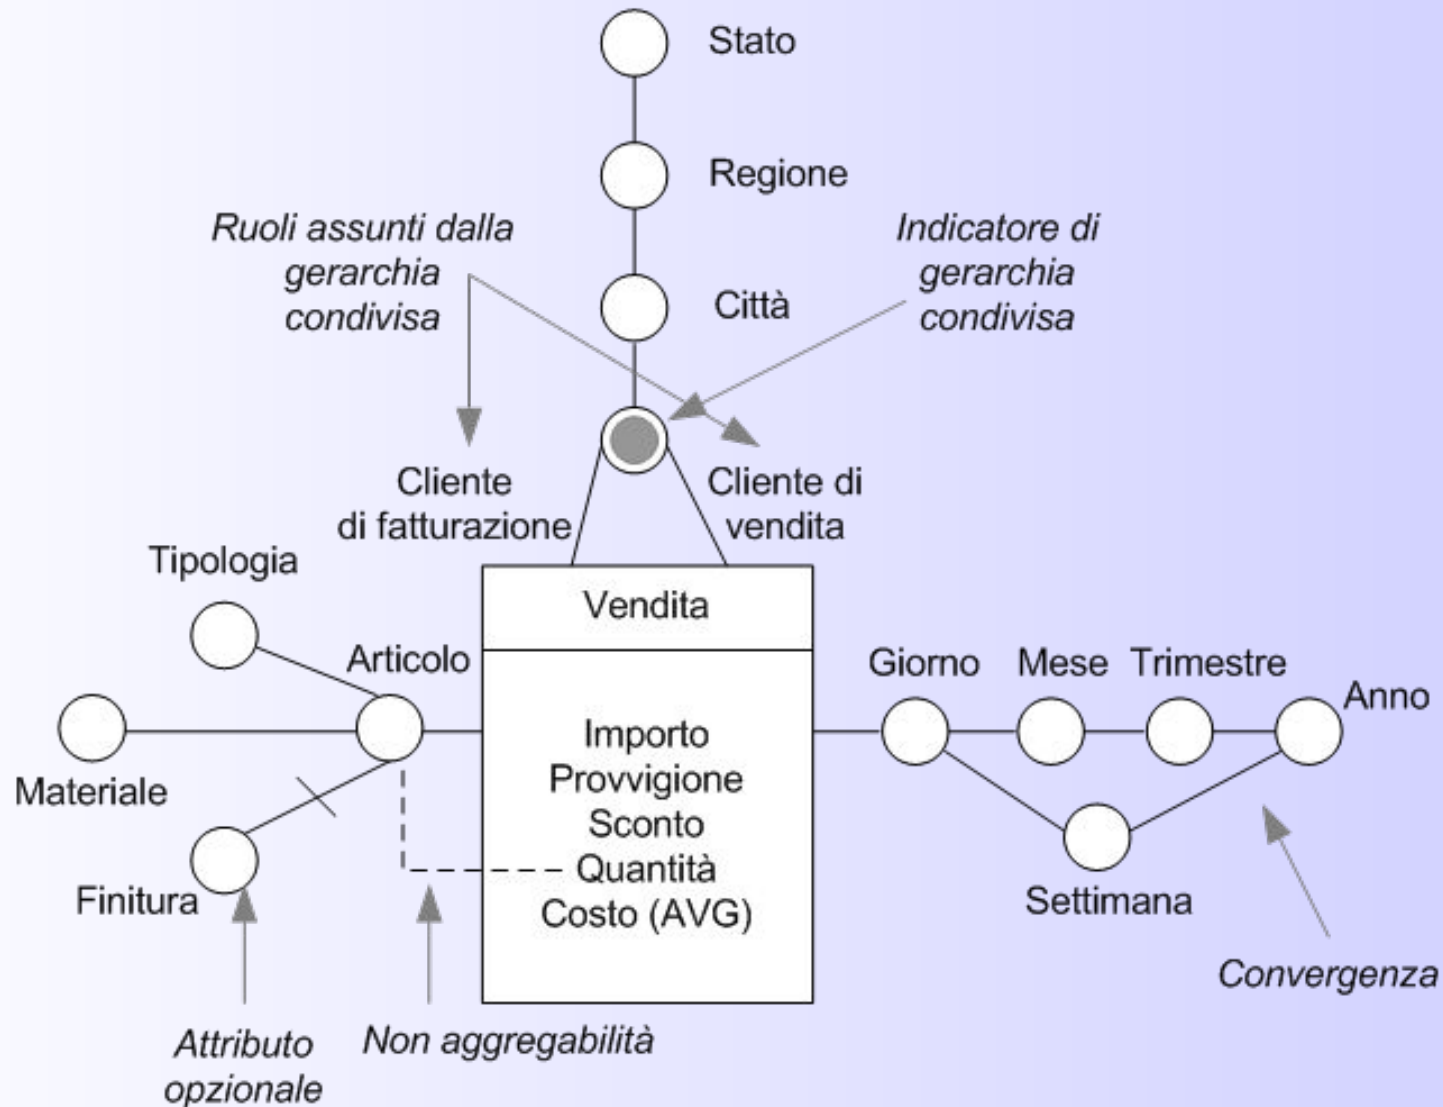 Stato
Regione
Ruoli assunti dalla
gerarchia
condivisa
Indicatore di
gerarchia
condivisa
Città
Cliente
di fatturazione
Cliente di
vendita
Tipologia
Vendita
Articolo
Giorno
Mese
Trimestre
Anno
Importo
Provvigione
Sconto
Quantità
Costo (AVG)
Materiale
Finitura
Settimana
Convergenza
Attributo
opzionale
Non aggregabilità